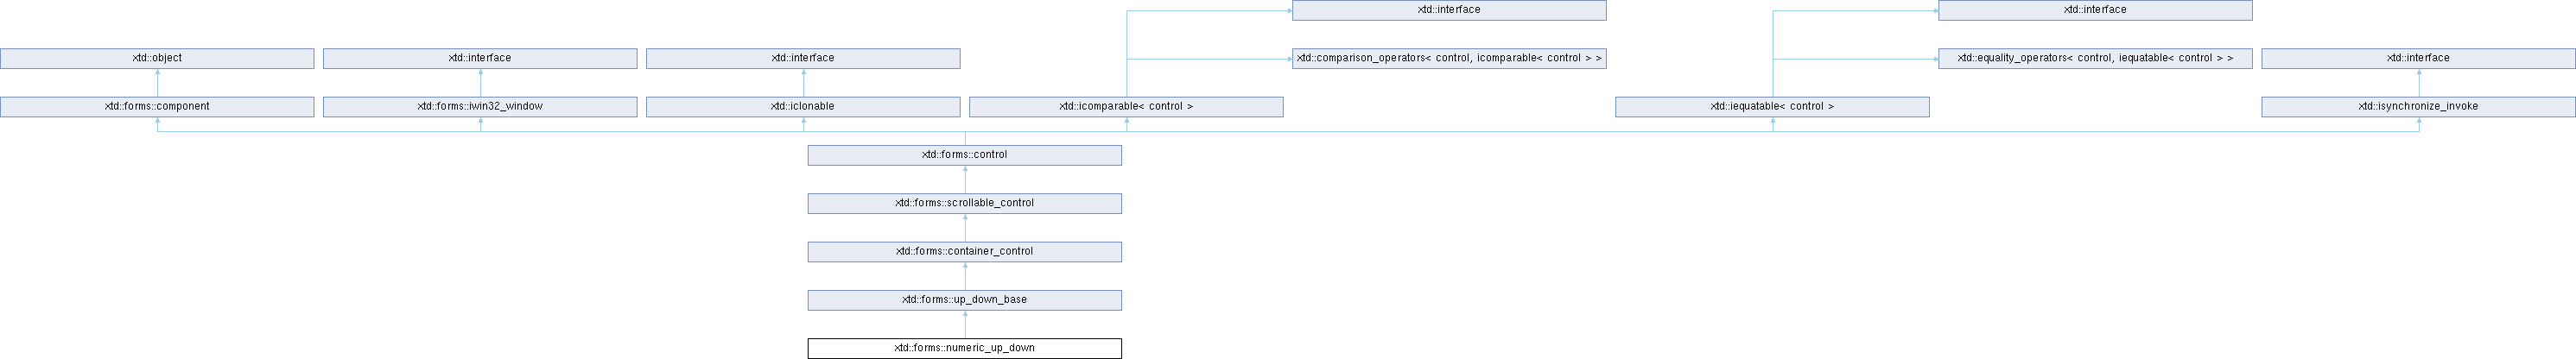 xtd::interface
xtd::interface
xtd::object
xtd::interface
xtd::interface
xtd::comparison_operators< control, icomparable< control > >
xtd::equality_operators< control, iequatable< control > >
xtd::interface
xtd::forms::component
xtd::forms::iwin32_window
xtd::iclonable
xtd::icomparable< control >
xtd::iequatable< control >
xtd::isynchronize_invoke
xtd::forms::control
xtd::forms::scrollable_control
xtd::forms::container_control
xtd::forms::up_down_base
xtd::forms::numeric_up_down